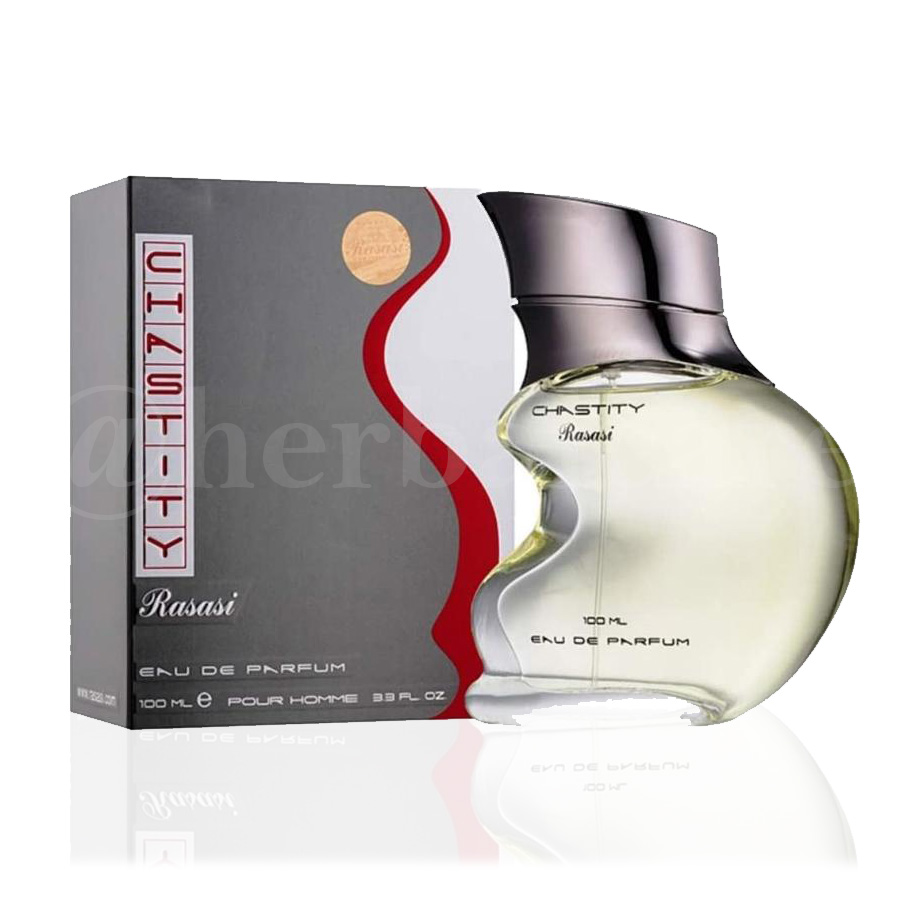 CHASTITY
Rasasi
EAU DE PARFUM
100 ML e POUR HOMME 3.3 FL OZ
www.rasasi.com
Rasasi
CHASTITY
Rasasi
100 ML
EAU DE PARFUM